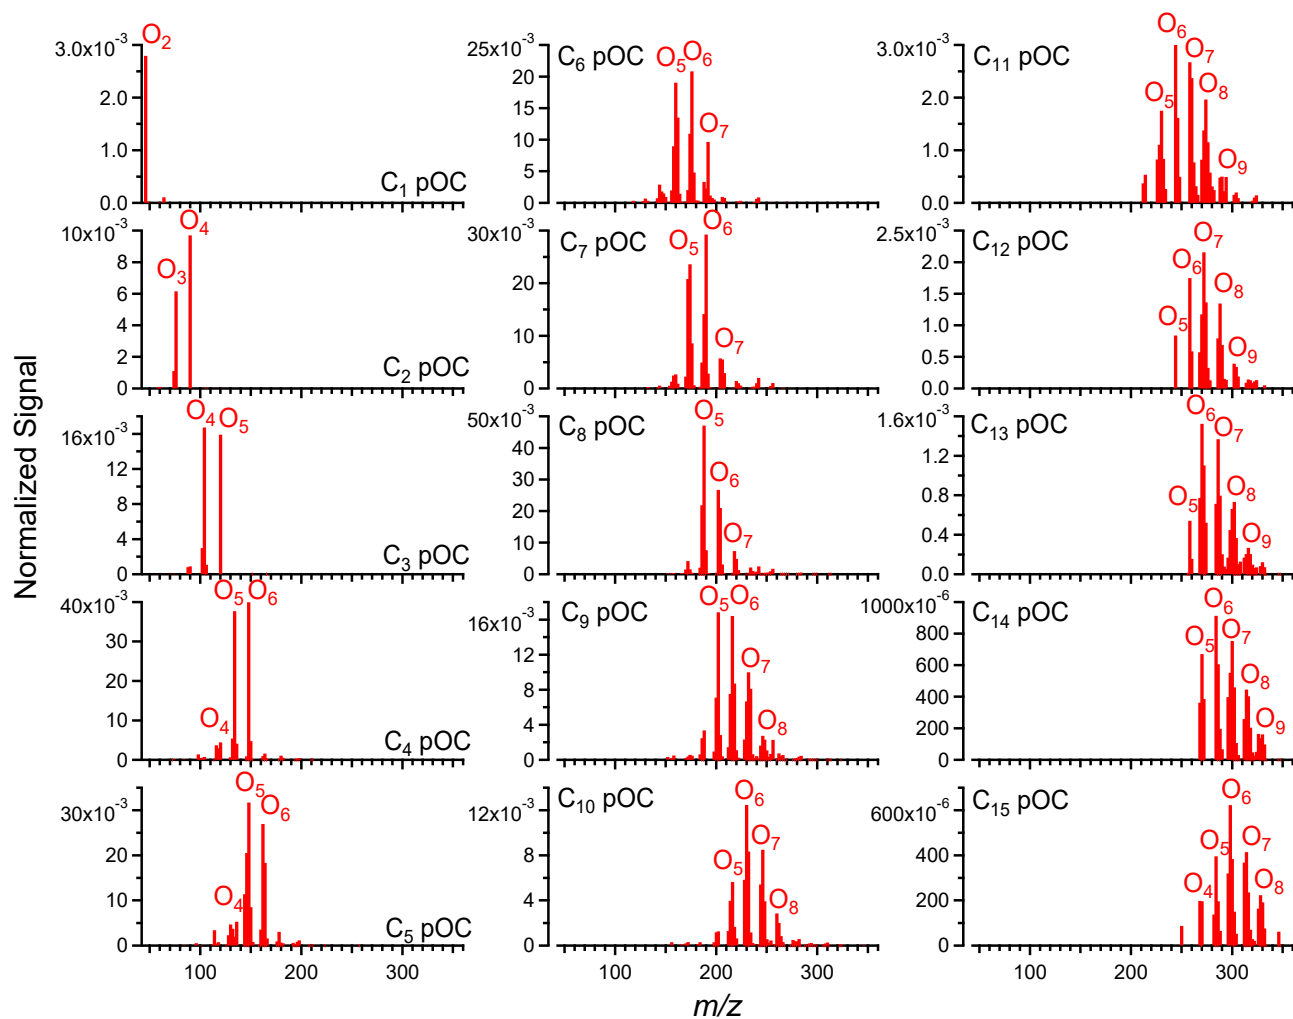 Normalized Signal
3.0x10⁻³
2.0
1.0
0.0
O₂
C₁ pOC
10x10⁻³
8
6
4
2
0
O₃
O₄
C₂ pOC
16x10⁻³
12
8
4
0
O₄
O₅
C₃ pOC
40x10⁻³
30
20
10
0
O₄
O₅
O₆
C₄ pOC
30x10⁻³
20
10
0
O₄
O₅
O₆
C₅ pOC
100
200
300
25x10⁻³
20
15
10
5
0
C₆ pOC
O₅
O₆
O₇
30x10⁻³
20
10
0
C₇ pOC
O₅
O₆
O₇
50x10⁻³
40
30
20
10
0
C₈ pOC
O₅
O₆
O₇
16x10⁻³
12
8
4
0
C₉ pOC
O₅
O₆
O₇
O₈
12x10⁻³
8
4
0
C₁₀ pOC
O₅
O₆
O₇
O₈
100
200
300
m/z
3.0x10⁻³
2.0
1.0
0.0
C₁₁ pOC
O₅
O₆
O₇
O₈
O₉
2.5x10⁻³
2.0
1.5
1.0
0.5
0.0
C₁₂ pOC
O₅
O₆
O₇
O₈
O₉
1.6x10⁻³
1.2
0.8
0.4
0.0
C₁₃ pOC
O₅
O₆
O₇
O₈
O₉
1000x10⁻⁶
800
600
400
200
0
C₁₄ pOC
O₅
O₆
O₇
O₈
O₉
600x10⁻⁶
400
200
0
C₁₅ pOC
O₄
O₅
O₆
O₇
O₈
100
200
300